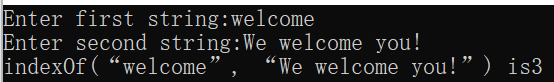 Enter first string:welcome
Enter second string:We welcome you!
indexOf(“welcome”, “We welcome you!”) is3